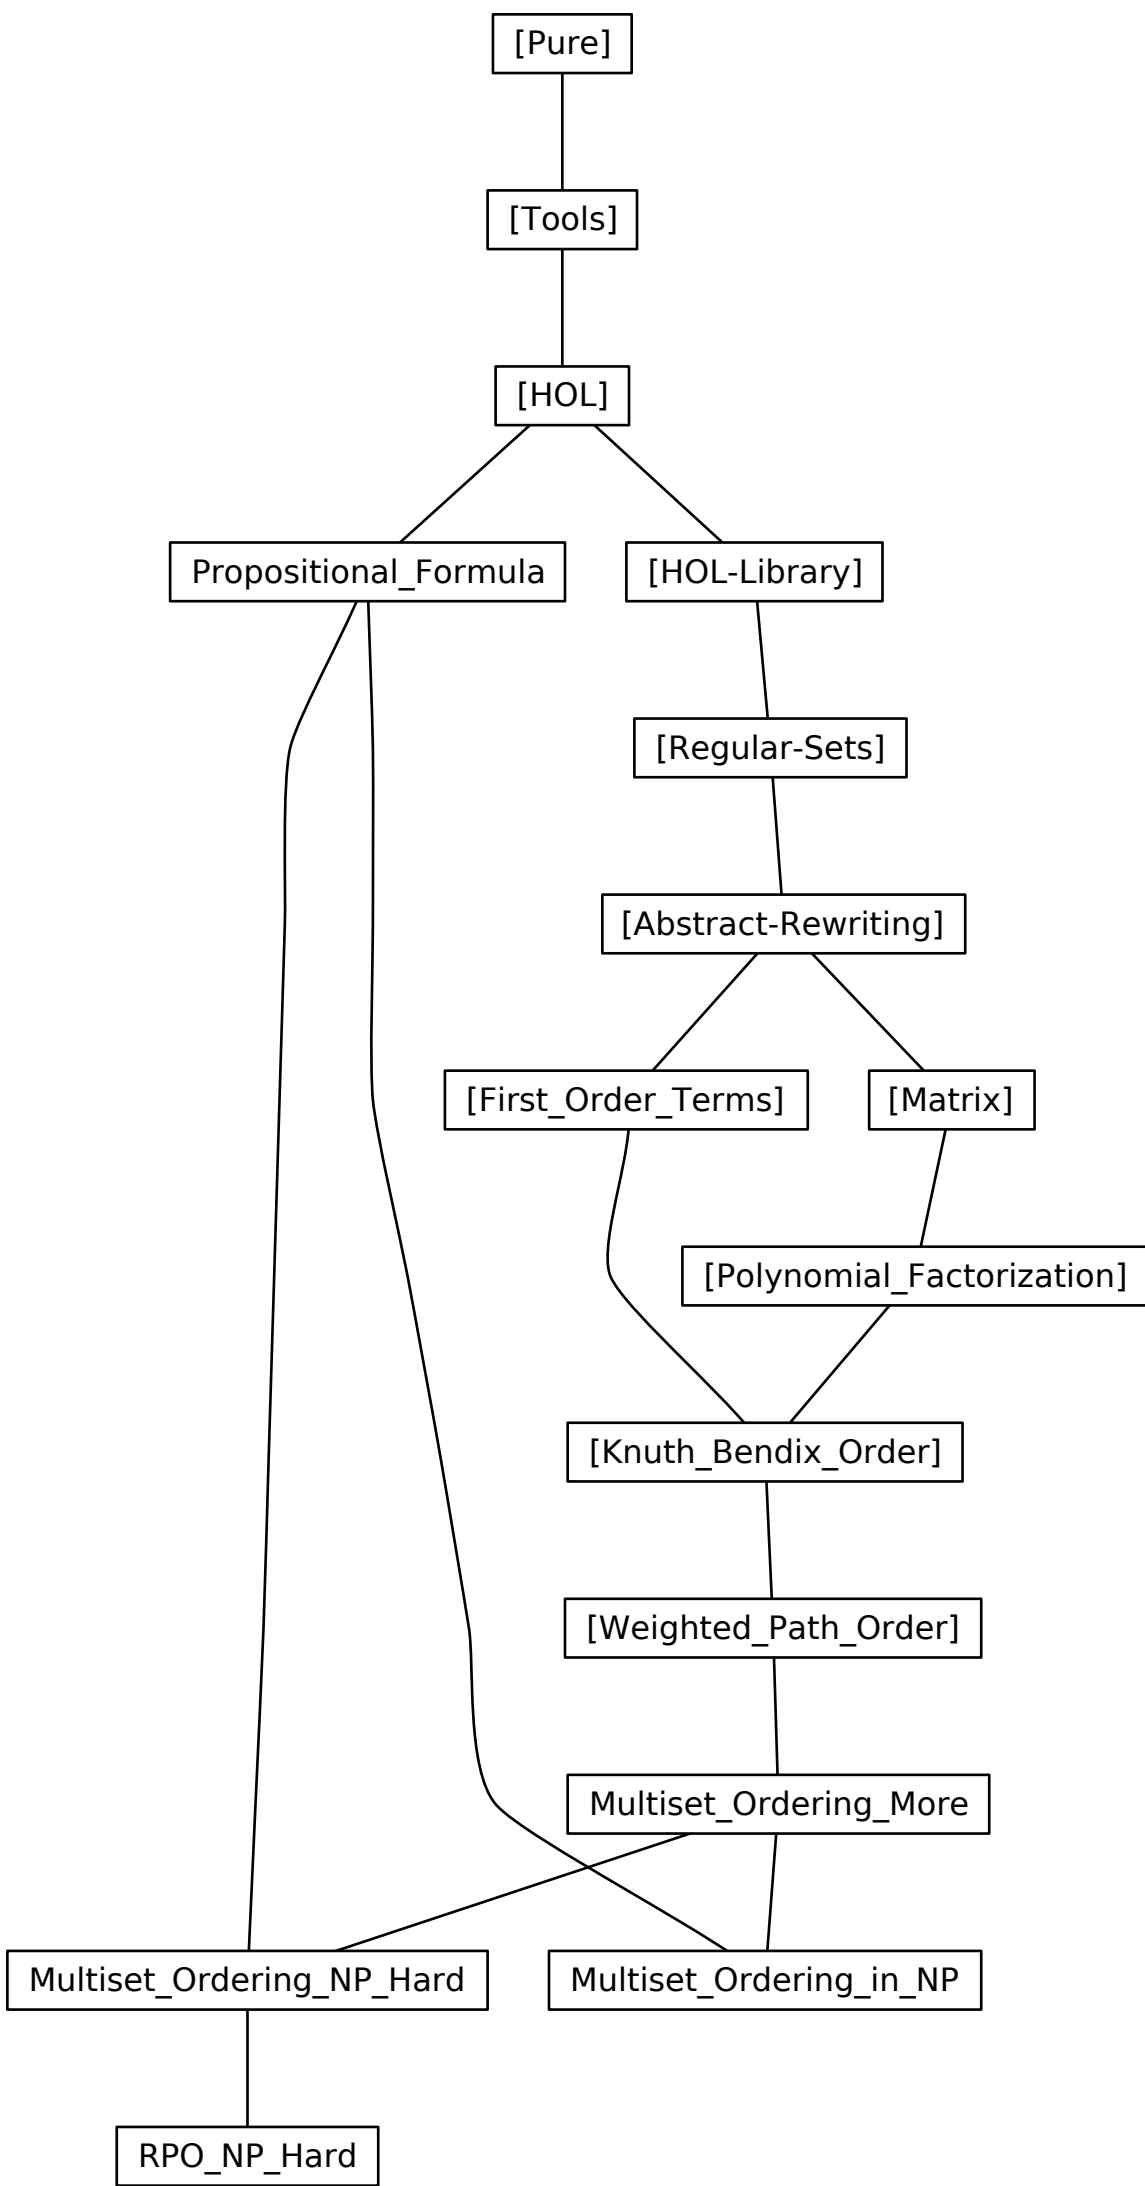 [Pure]
[Tools]
[HOL]
Propositional_Formula
[HOL-Library]
[Regular-Sets]
[Abstract-Rewriting]
[First_Order_Terms]
[Matrix]
[Polynomial_Factorization]
[Knuth_Bendix_Order]
[Weighted_Path_Order]
Multiset_Ordering_More
Multiset_Ordering_NP_Hard
Multiset_Ordering_in_NP
RPO_NP_Hard